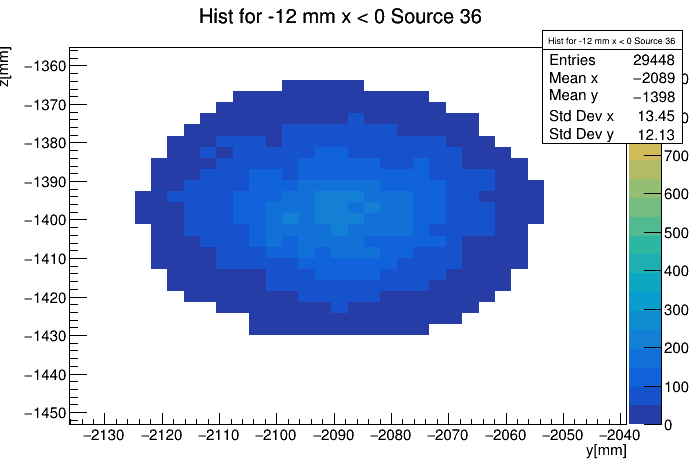 Hist for -12 mm x < 0 Source 36
z[mm]
Hist for -12 mm x < 0 Source 36
Entries 29448
Mean x −2089
Mean y −1398
Std Dev x 13.45
Std Dev y 12.13
−1360
−1370
−1380
−1390
−1400
−1410
−1420
−1430
−1440
−1450
700
600
500
400
300
200
100
0
−2130 −2120 −2110 −2100 −2090 −2080 −2070 −2060 −2050 −2040
y[mm]